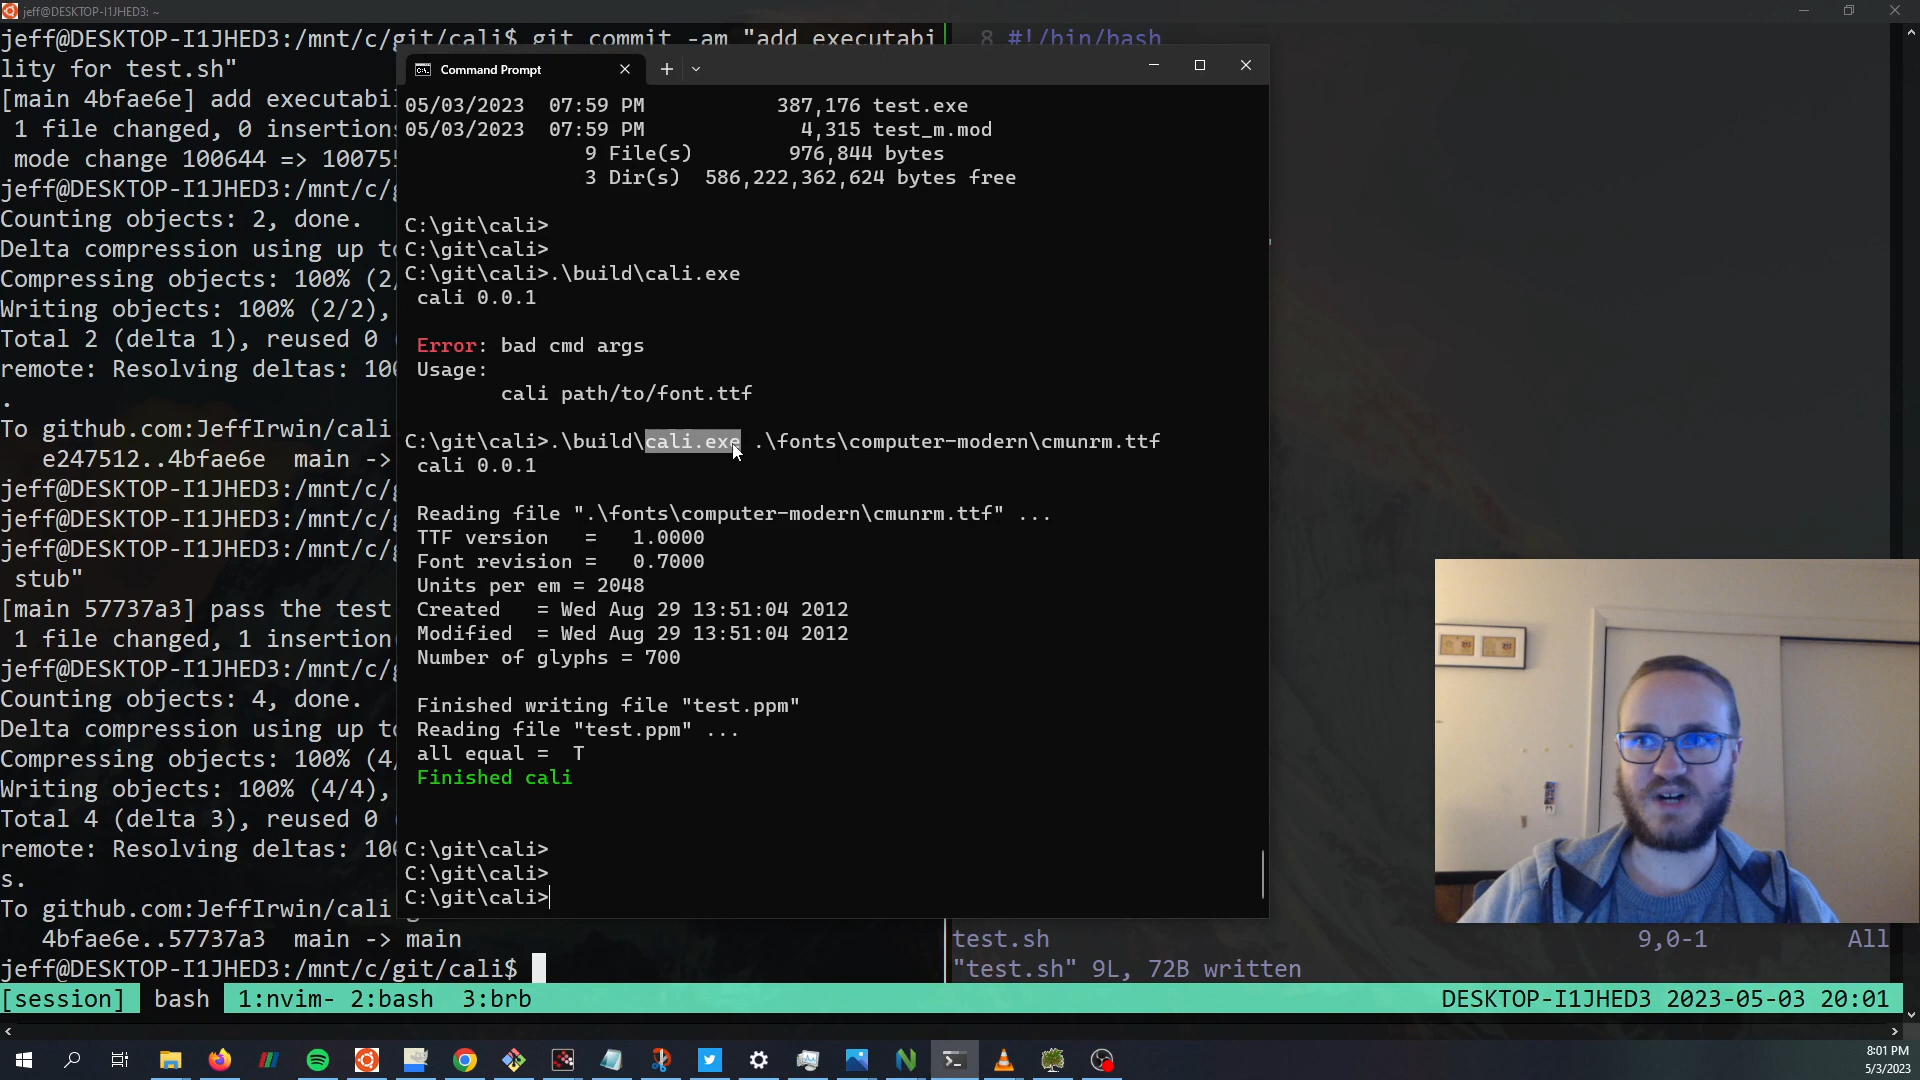 jeff@DESKTOP-I1JHED3: ~
jeff@DESKTOP-I1JHED3:/mnt/c/git/cali$ git commit -am "add executabi
lity for test.sh"
[main 4bfae6e] add executabi
1 file changed, 0 insertions
mode change 100644 => 10075
jeff@DESKTOP-I1JHED3:/mnt/c/g
Counting objects: 2, done.
Delta compression using up t
Compressing objects: 100% (2/
Writing objects: 100% (2/2),
Total 2 (delta 1), reused 0
remote: Resolving deltas: 100
.
To github.com:JeffIrwin/cali
e247512..4bfae6e  main ->
jeff@DESKTOP-I1JHED3:/mnt/c/g
jeff@DESKTOP-I1JHED3:/mnt/c/g
jeff@DESKTOP-I1JHED3:/mnt/c/g
stub"
[main 57737a3] pass the test
1 file changed, 1 insertion
jeff@DESKTOP-I1JHED3:/mnt/c/g
Counting objects: 4, done.
Delta compression using up t
Compressing objects: 100% (4/
Writing objects: 100% (4/4),
Total 4 (delta 3), reused 0
remote: Resolving deltas: 100
s.
To github.com:JeffIrwin/cali
4bfae6e..57737a3  main -> main
jeff@DESKTOP-I1JHED3:/mnt/c/git/cali$
8 #!/bin/bash
Command Prompt
05/03/2023  07:59 PM           387,176 test.exe
05/03/2023  07:59 PM             4,315 test_m.mod
9 File(s)        976,844 bytes
3 Dir(s)  586,222,362,624 bytes free
C:\git\cali>
C:\git\cali>
C:\git\cali>.\build\cali.exe
cali 0.0.1
Error: bad cmd args
Usage:
cali path/to/font.ttf
C:\git\cali>.\build\cali.exe .\fonts\computer-modern\cmunrm.ttf
cali 0.0.1
Reading file ".\fonts\computer-modern\cmunrm.ttf" ...
TTF version   =   1.0000
Font revision =   0.7000
Units per em = 2048
Created   = Wed Aug 29 13:51:04 2012
Modified  = Wed Aug 29 13:51:04 2012
Number of glyphs = 700
Finished writing file "test.ppm"
Reading file "test.ppm" ...
all equal =  T
Finished cali
C:\git\cali>
C:\git\cali>
C:\git\cali>
test.sh 9,0-1 All
"test.sh" 9L, 72B written
[session] bash 1:nvim- 2:bash  3:brb DESKTOP-I1JHED3 2023-05-03 20:01
8:01 PM
5/3/2023